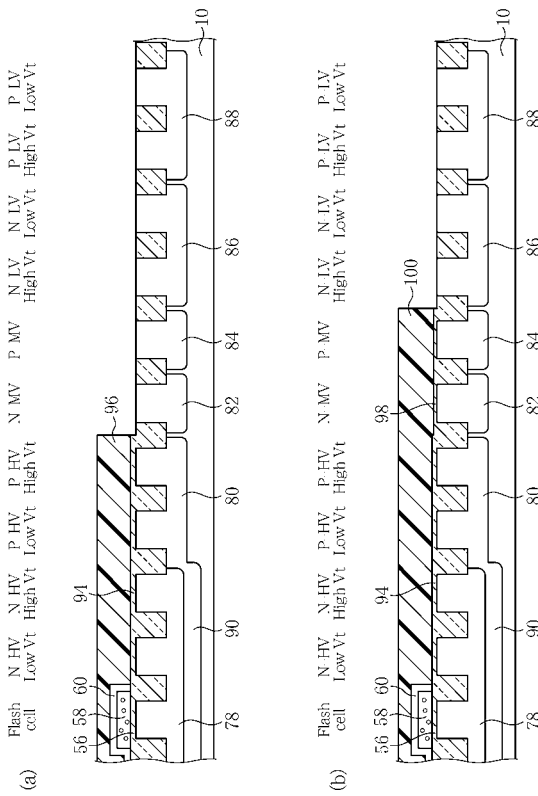 (a)
Flash cell
N HV Low Vt
N HV High Vt
P HV Low Vt
P HV High Vt
N MV
P MV
N LV High Vt
N LV Low Vt
P LV High Vt
P LV Low Vt
60
58
56
94
96
78
90
80
82
84
86
88
10
(b)
Flash cell
N-HV Low Vt
N-HV High Vt
P-HV Low Vt
P-HV High Vt
N-MV
P-MV
N-LV High Vt
N-LV Low Vt
P-LV High Vt
P-LV Low Vt
60
58
56
94
98
100
78
90
80
82
84
86
88
10